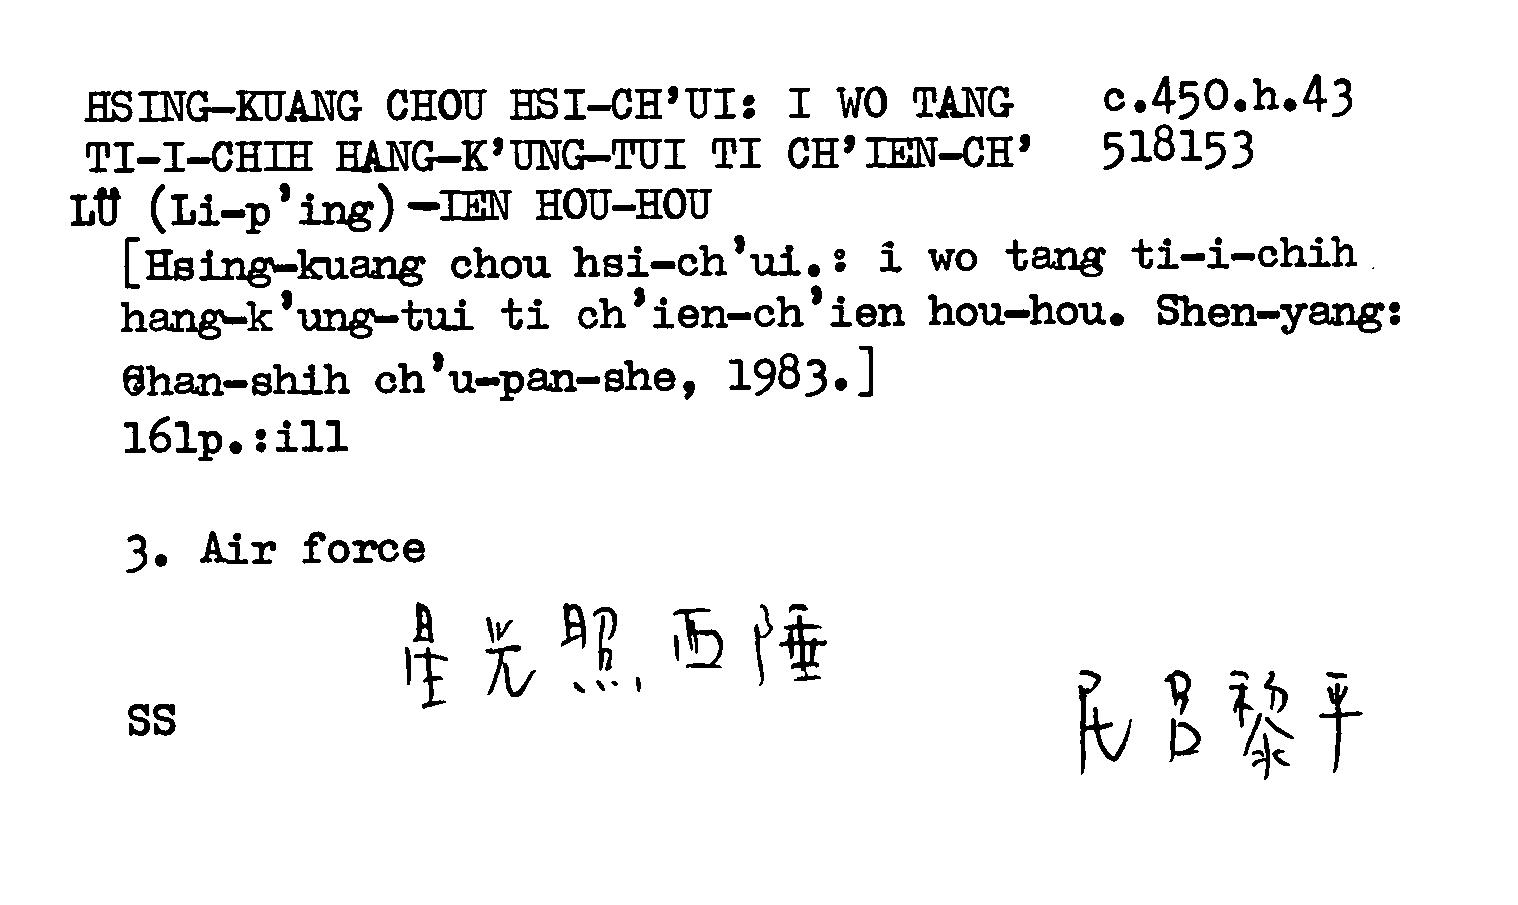 HSING-KUANG CHOU HSI-CH'UI: I WO TANG c.450.h.43
TI-I-CHIH HANG-K'UNG-TUI TI CH'IEN-CH' 518153
LÜ (Li-p'ing)-IEN HOU-HOU
[Hsing-kuang chou hsi-ch'ui.: i wo tang ti-i-chih
hang-k'ung-tui ti ch'ien-ch'ien hou-hou. Shen-yang:
Chan-shih ch'u-pan-she, 1983.]
161p.:ill
3. Air force
星光照西陲
SS
民吕黎平